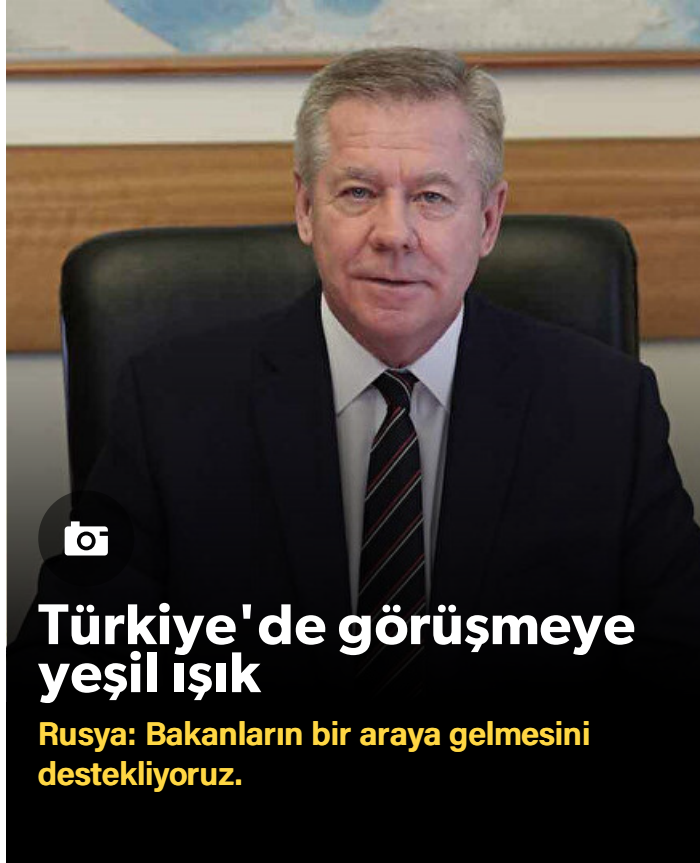 Türkiye'de görüşmeye
yeşil ışık
Rusya: Bakanların bir araya gelmesini
destekliyoruz.